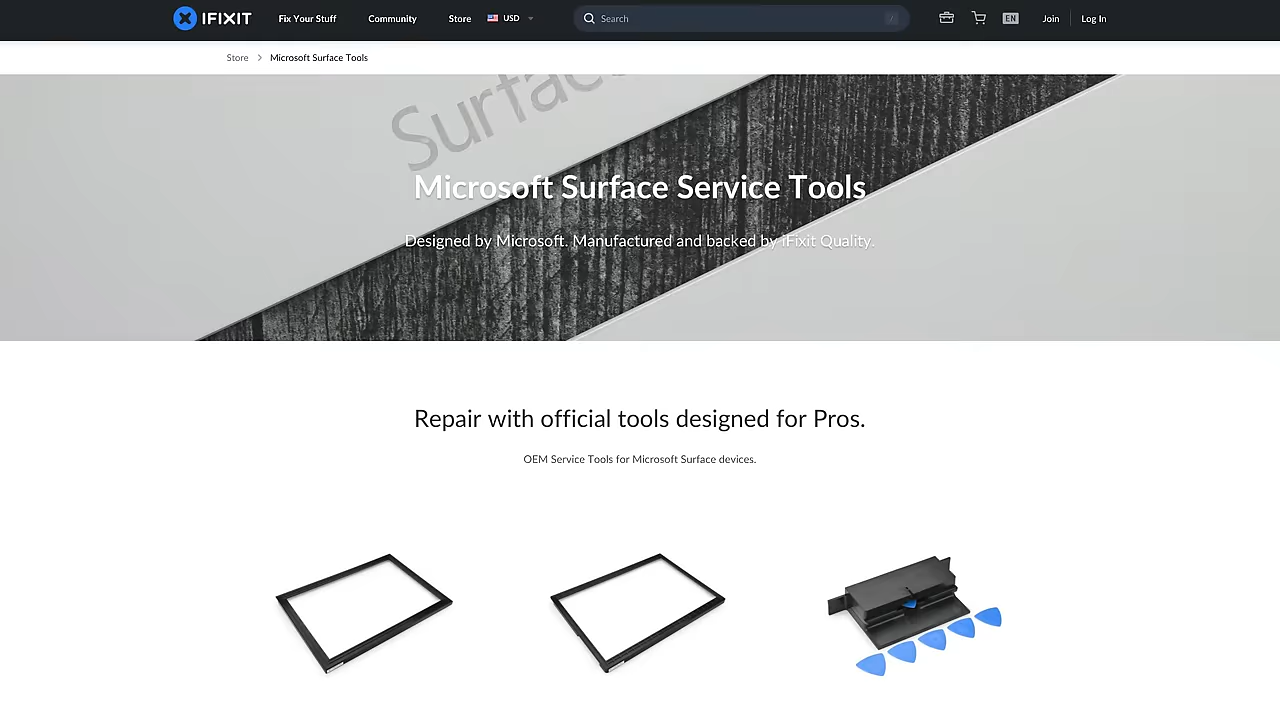 IFIXIT
Fix Your Stuff
Community
Store
USD
Search
/
EN
Join
Log In
Store > Microsoft Surface Tools
Surface
Microsoft Surface Service Tools
Designed by Microsoft. Manufactured and backed by iFixit Quality.
Repair with official tools designed for Pros.
OEM Service Tools for Microsoft Surface devices.